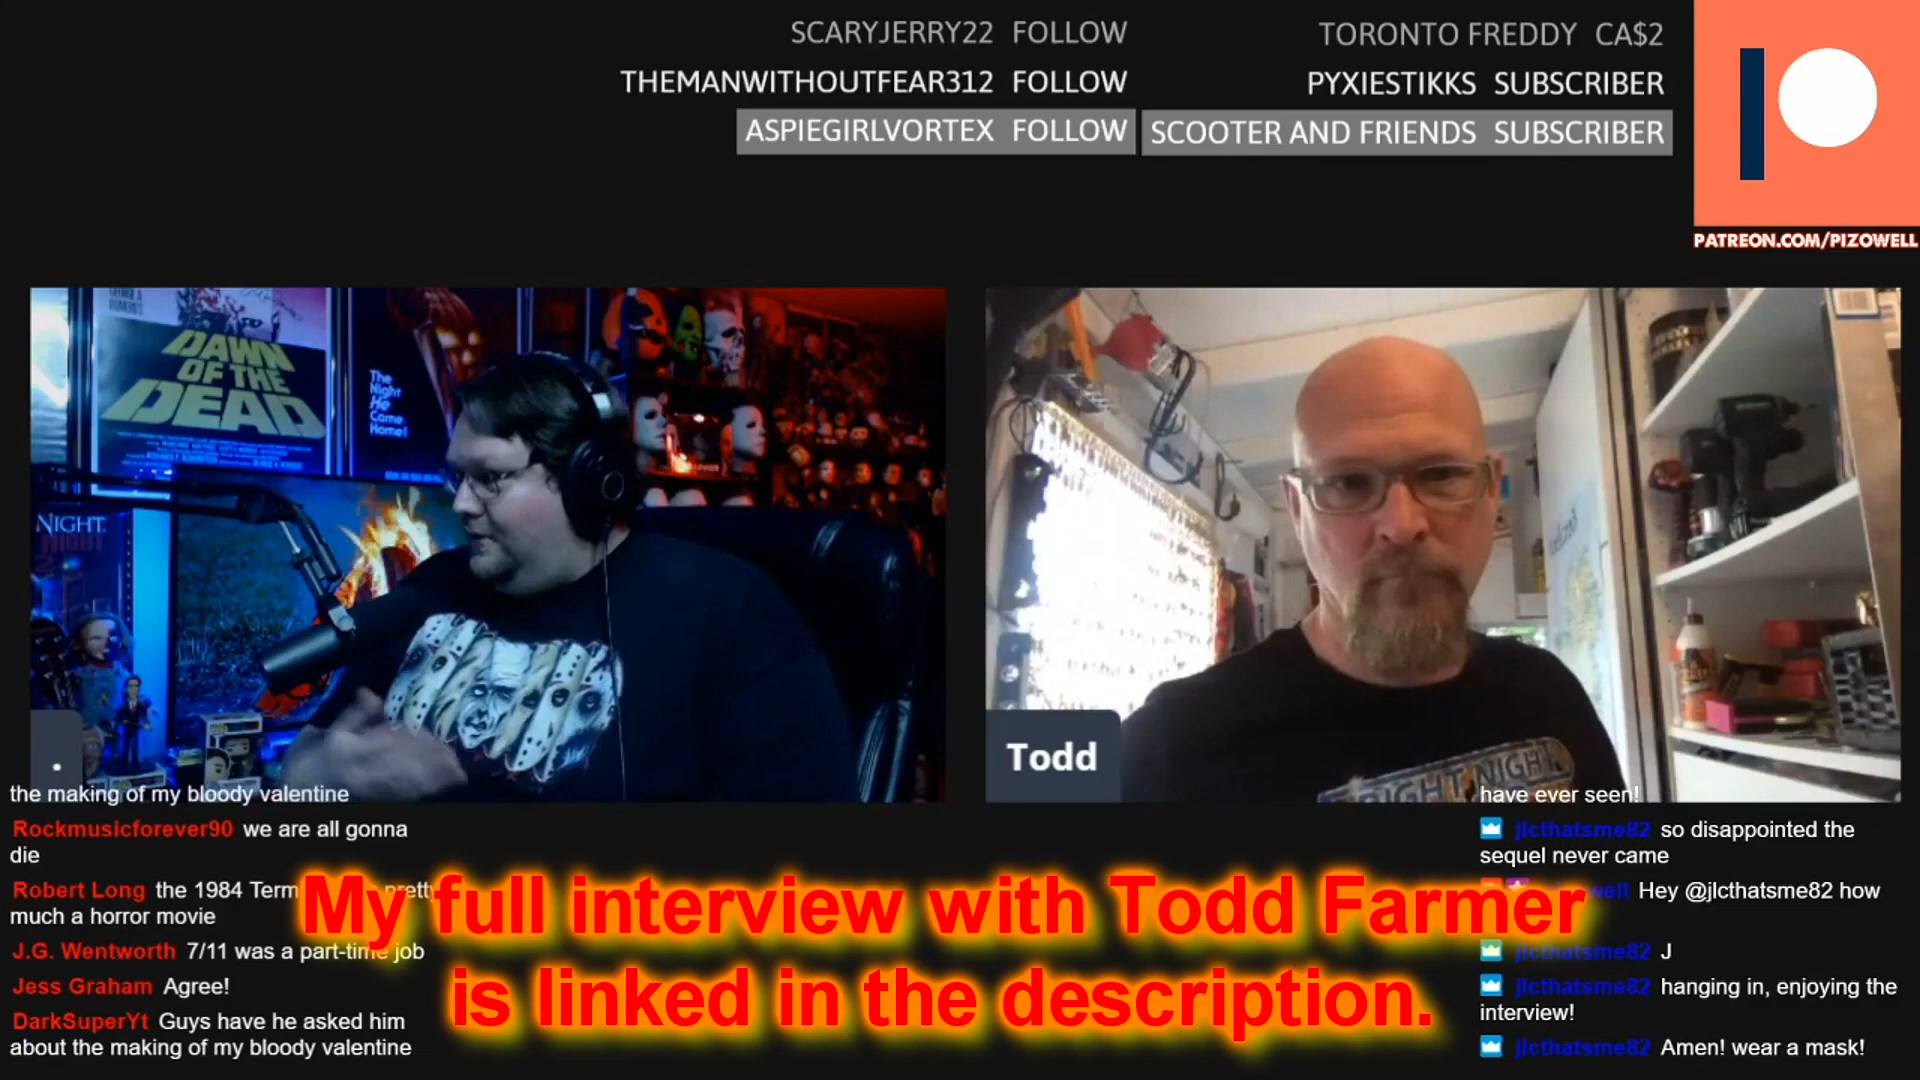 SCARYJERRY22 FOLLOW
THEMANWITHOUTFEAR312 FOLLOW
ASPIEGIRLVORTEX FOLLOW
TORONTO FREDDY CA$2
PYXIESTIKKS SUBSCRIBER
SCOOTER AND FRIENDS SUBSCRIBER
PATREON.COM/PIZOWELL
DAWN
OF THE
DEAD
The
Night
He
Came
Home!
NIGHT
Todd
the making of my bloody valentine
Rockmusicforever90 we are all gonna
die
Robert Long the 1984 Term pretty
much a horror movie
J.G. Wentworth 7/11 was a part-time job
Jess Graham Agree!
DarkSuperYt Guys have he asked him
about the making of my bloody valentine
My full interview with Todd Farmer
is linked in the description.
have ever seen!
jlcthatsme82 so disappointed the
sequel never came
Hey @jlcthatsme82 how
jlcthatsme82 J
jlcthatsme82 hanging in, enjoying the
interview!
jlcthatsme82 Amen! wear a mask!